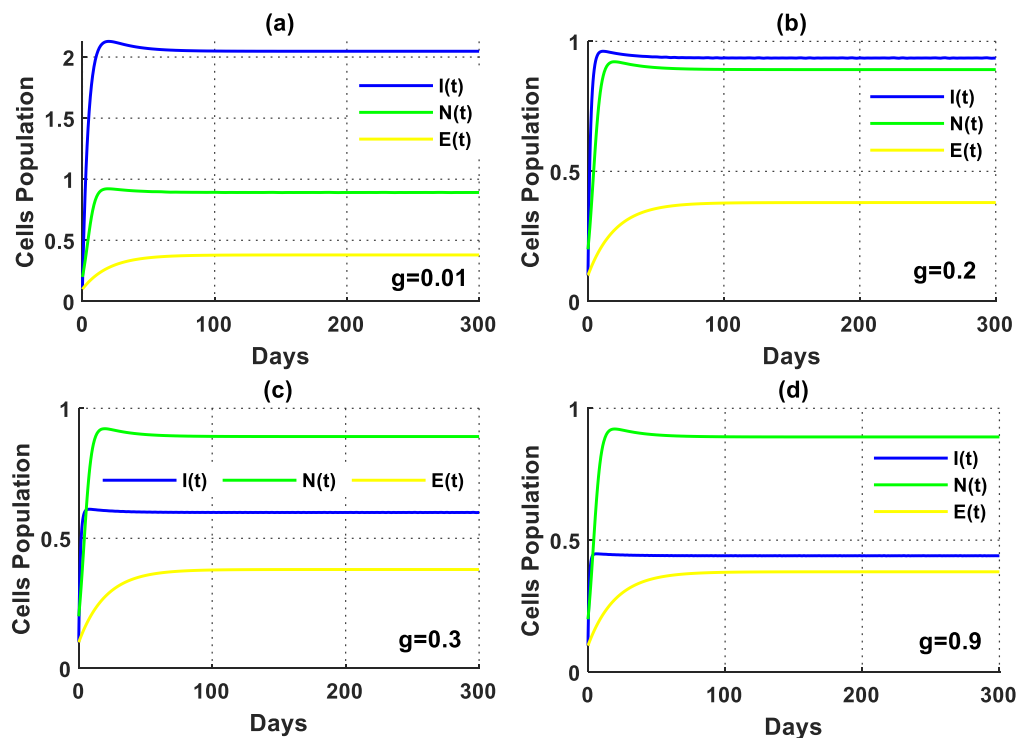 (a)
Cells Population
2
1.5
1
0.5
0
I(t)
N(t)
E(t)
g=0.01
0 100 200 300
Days
(b)
Cells Population
1
0.5
0
I(t)
N(t)
E(t)
g=0.2
0 100 200 300
Days
(c)
Cells Population
1
0.5
0
I(t) N(t) E(t)
g=0.3
0 100 200 300
Days
(d)
Cells Population
1
0.5
0
I(t)
N(t)
E(t)
g=0.9
0 100 200 300
Days